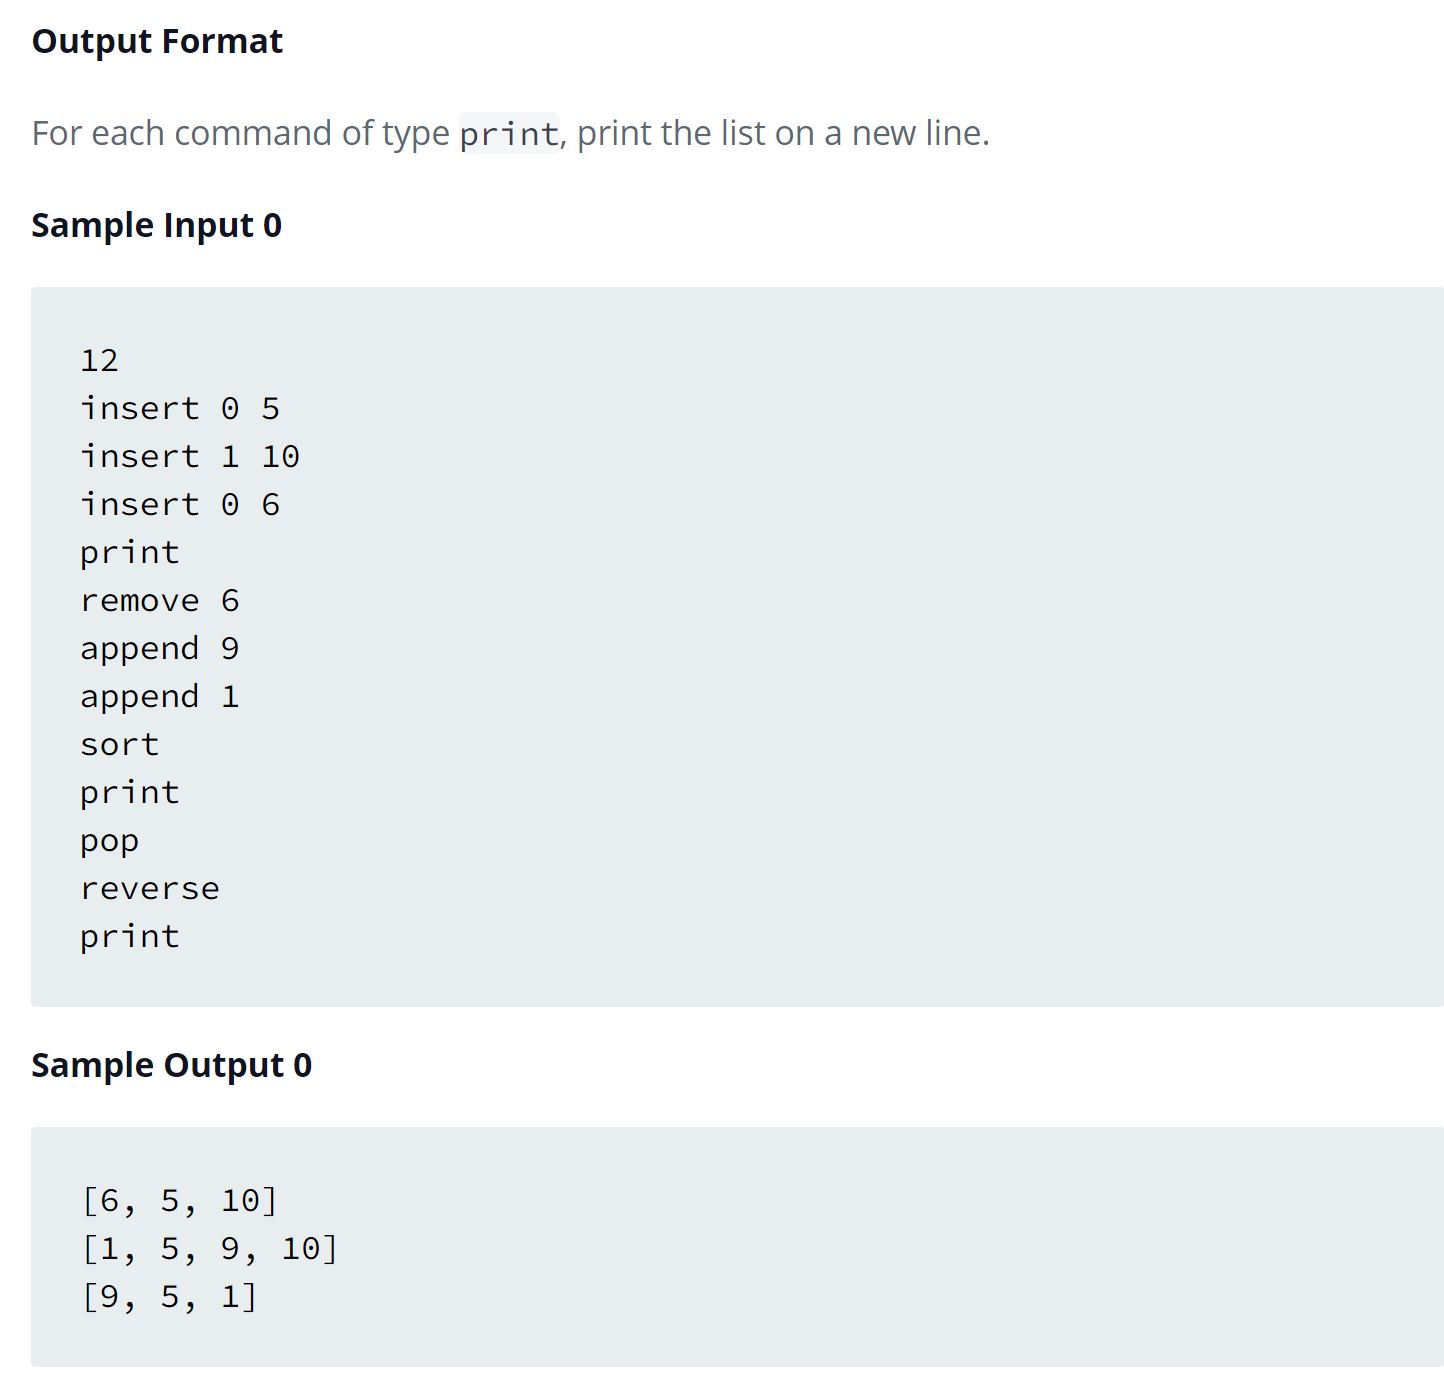 Output Format
For each command of type print, print the list on a new line.
Sample Input 0
12
insert 0 5
insert 1 10
insert 0 6
print
remove 6
append 9
append 1
sort
print
pop
reverse
print
Sample Output 0
[6, 5, 10]
[1, 5, 9, 10]
[9, 5, 1]